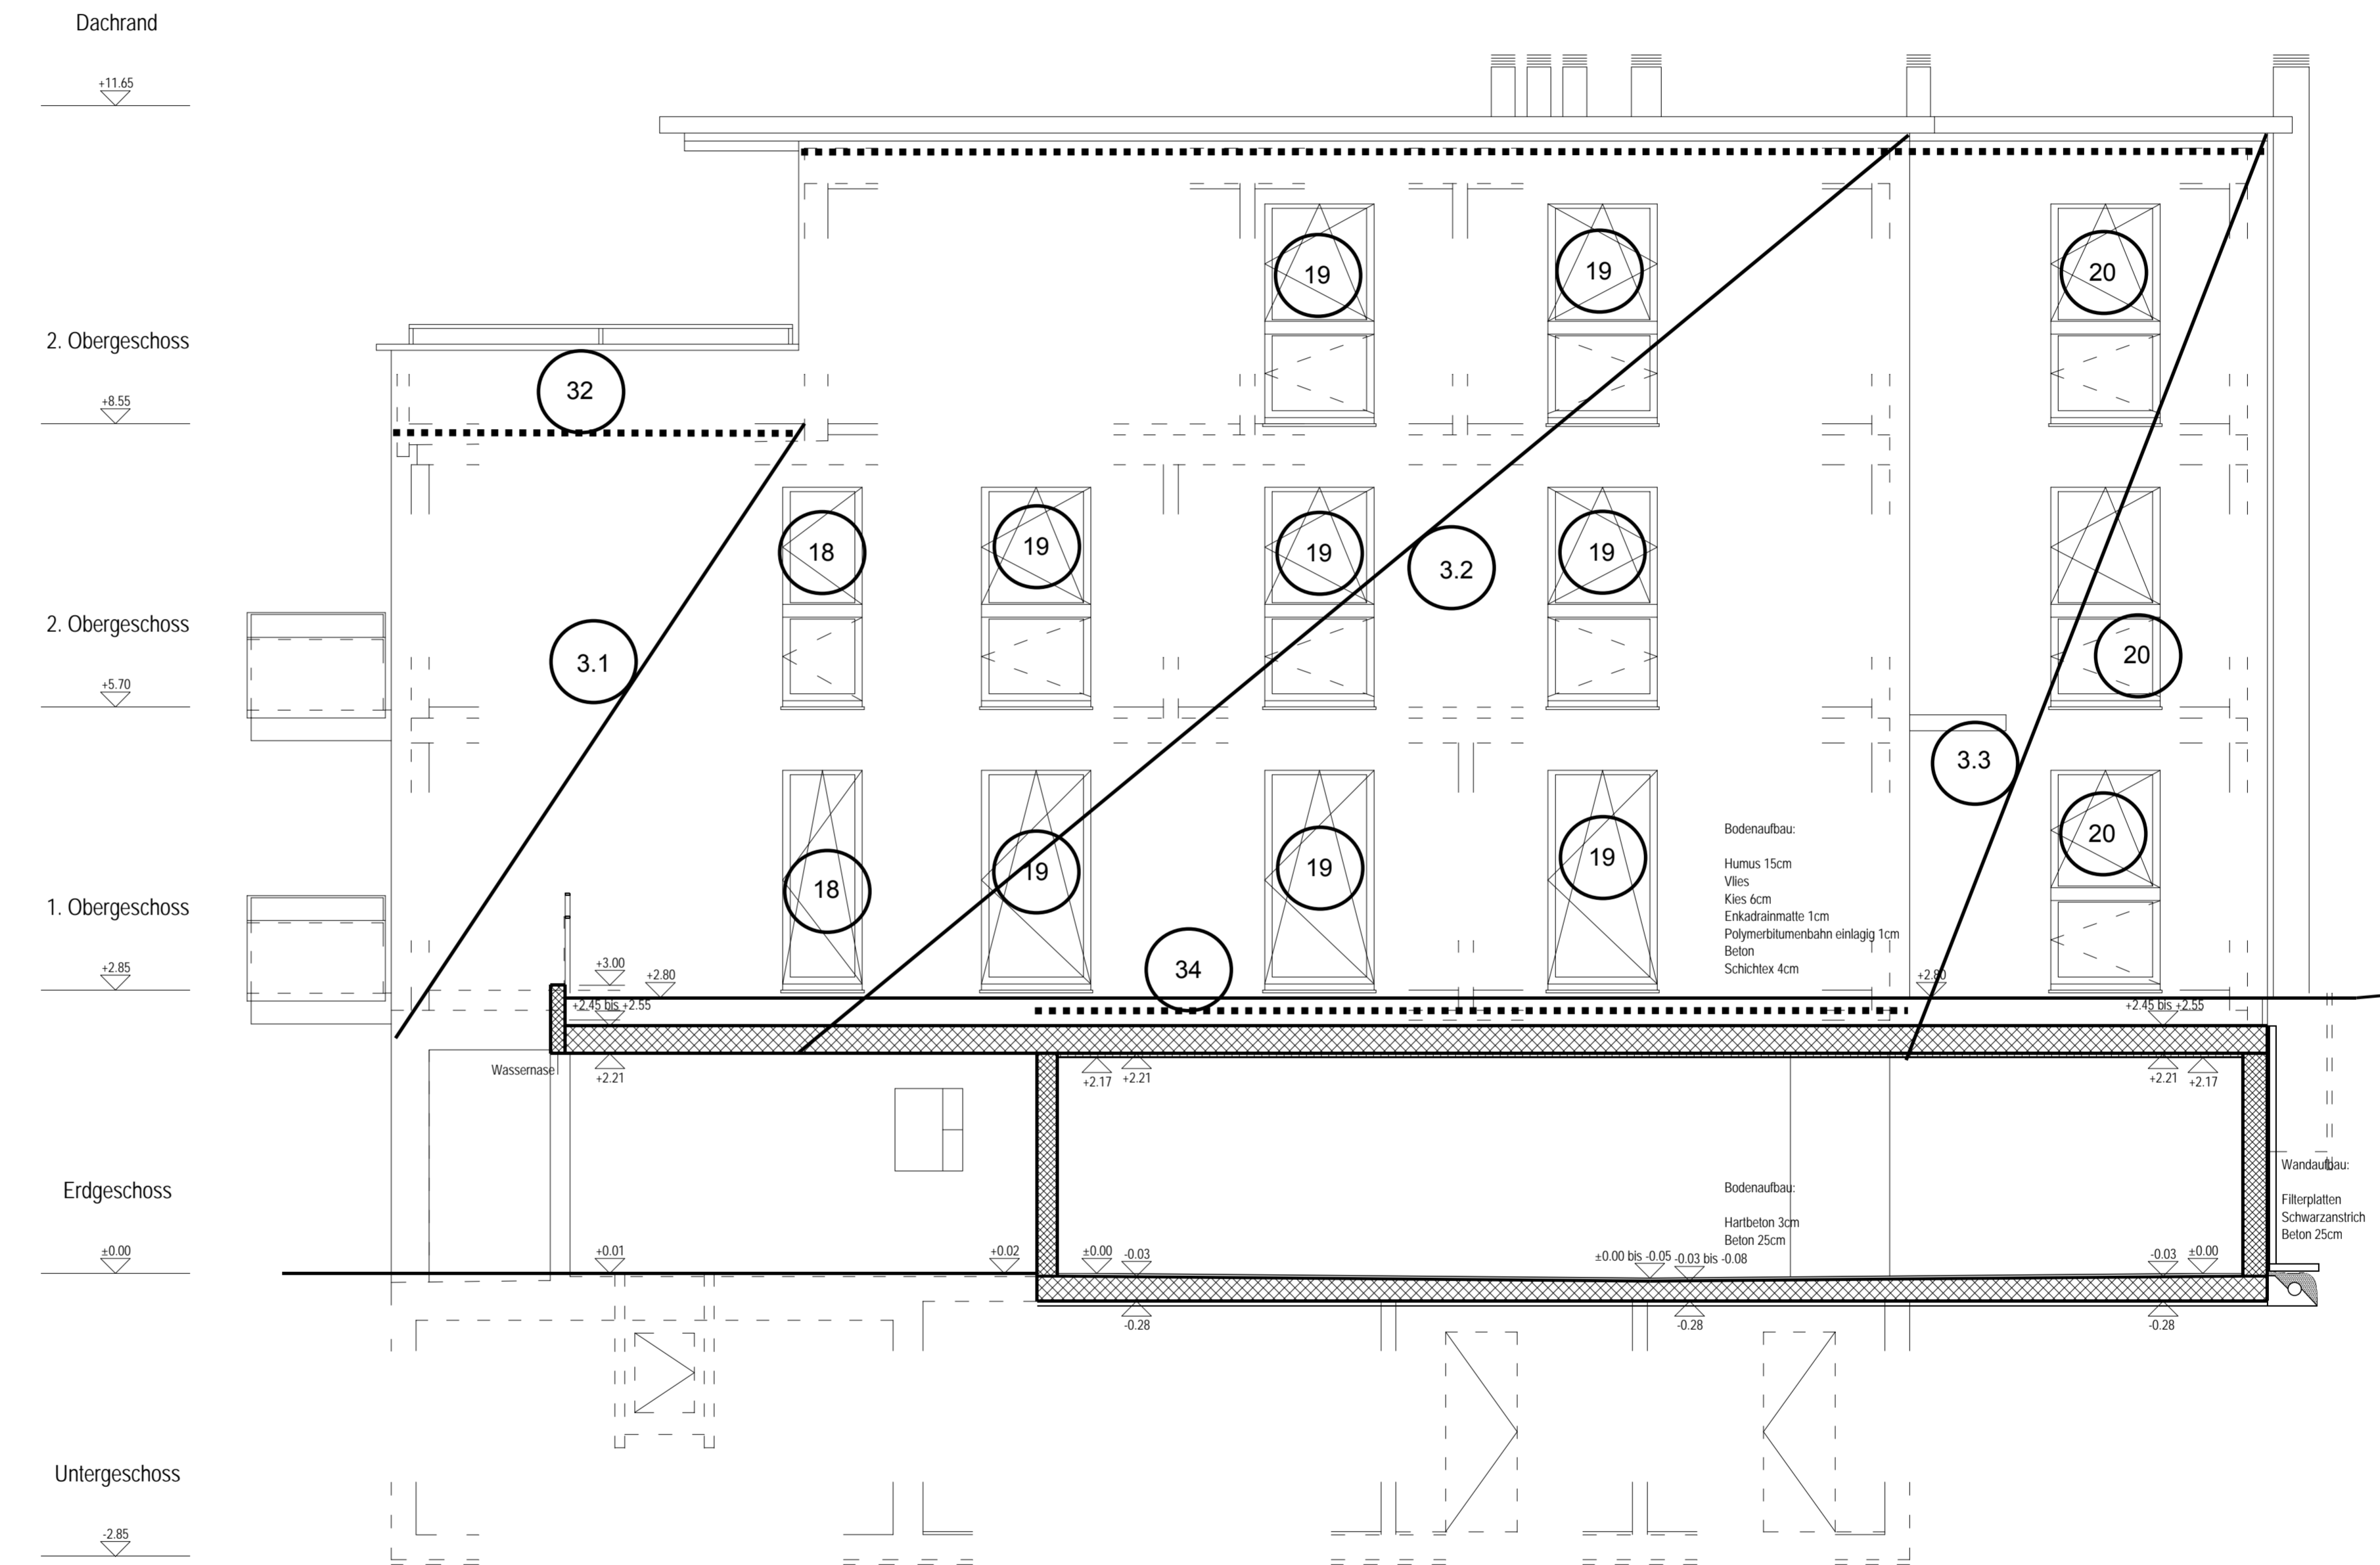 Dachrand
+11.65
19
19
20
2. Obergeschoss
+8.55
32
18
19
19
3.2
19
2. Obergeschoss
+5.70
3.1
20
3.3
18
19
19
19
20
Bodenaufbau:
Humus 15cm
Vlies
Kies 6cm
Enkadrainmatte 1cm
Polymerbitumenbahn einlagig 1cm
Beton
Schichtex 4cm
1. Obergeschoss
+2.85
34
+3.00
+2.80
+2.80
+2.45 bis +2.55
+2.45 bis +2.55
Wassernase
+2.21
+2.17
+2.21
+2.21
+2.17
Erdgeschoss
±0.00
Bodenaufbau:
Hartbeton 3cm
Beton 25cm
Wandaufbau:
Filterplatten
Schwarzanstrich
Beton 25cm
+0.01
+0.02
±0.00
-0.03
±0.00 bis -0.05
-0.03 bis -0.08
-0.03
±0.00
-0.28
-0.28
-0.28
Untergeschoss
-2.85